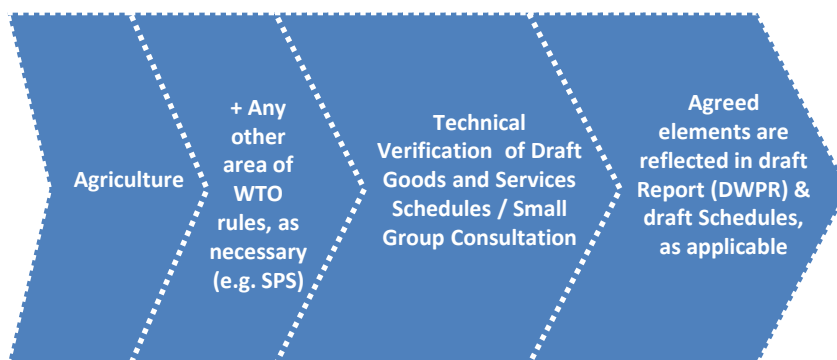 Agriculture
+ Any
other
area of
WTO
rules, as
necessary
(e.g. SPS)
Technical
Verification of Draft
Goods and Services
Schedules / Small
Group Consultation
Agreed
elements are
reflected in draft
Report (DWPR) &
draft Schedules,
as applicable